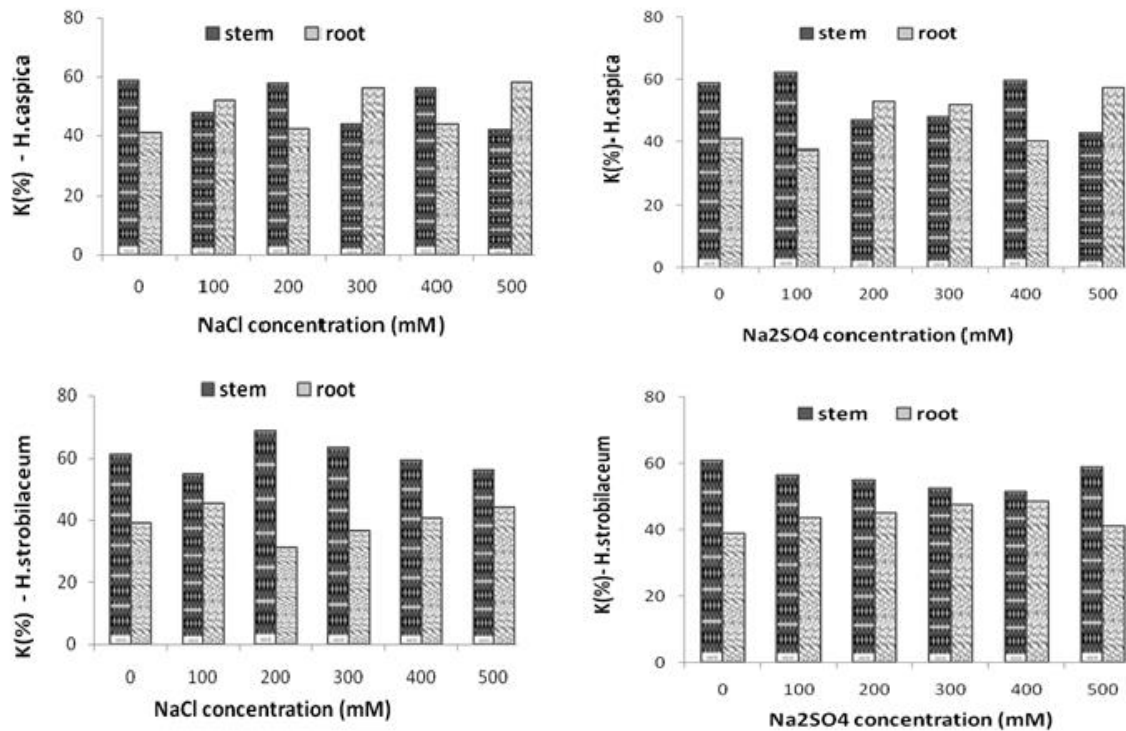 80
60
40
20
0
stem root
K(%) - H.caspica
0 100 200 300 400 500
NaCl concentration (mM)
80
60
40
20
0
stem root
K(%)- H.caspica
0 100 200 300 400 500
Na2SO4 concentration (mM)
80
60
40
20
0
stem root
K(%) - H.strobilaceum
0 100 200 300 400 500
NaCl concentration (mM)
80
60
40
20
0
stem root
K(%)- H.strobilaceum
0 100 200 300 400 500
Na2SO4 concentration (mM)